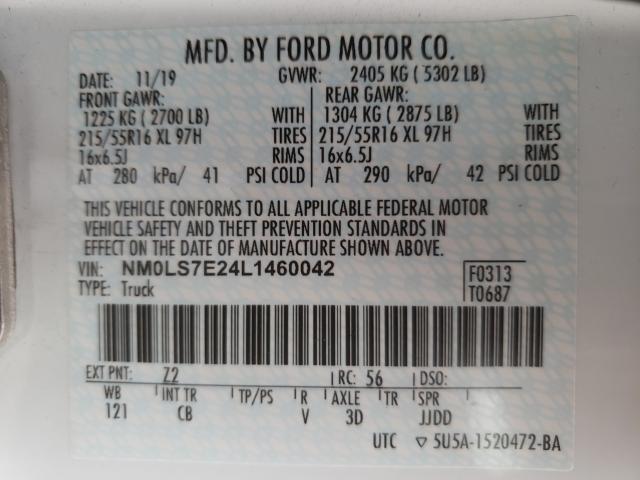 MFD. BY FORD MOTOR CO.
DATE: 11/19 GVWR: 2405 KG ( 5302 LB)
FRONT GAWR: REAR GAWR:
1225 KG ( 2700 LB) WITH 1304 KG ( 2875 LB) WITH
215/55R16 XL 97H TIRES 215/55R16 XL 97H TIRES
16x6.5J RIMS 16x6.5J RIMS
AT 280 kPa/ 41 PSI COLD AT 290 kPa/ 42 PSI COLD
THIS VEHICLE CONFORMS TO ALL APPLICABLE FEDERAL MOTOR
VEHICLE SAFETY AND THEFT PREVENTION STANDARDS IN
EFFECT ON THE DATE OF MANUFACTURE SHOWN ABOVE.
VIN: NM0LS7E24L1460042 F0313
TYPE: Truck T0687
EXT PNT: Z2 RC: 56 DSO:
WB INT TR TP/PS R AXLE TR SPR
121 CB V 3D JJDD
UTC ▽ 5U5A-1520472-BA